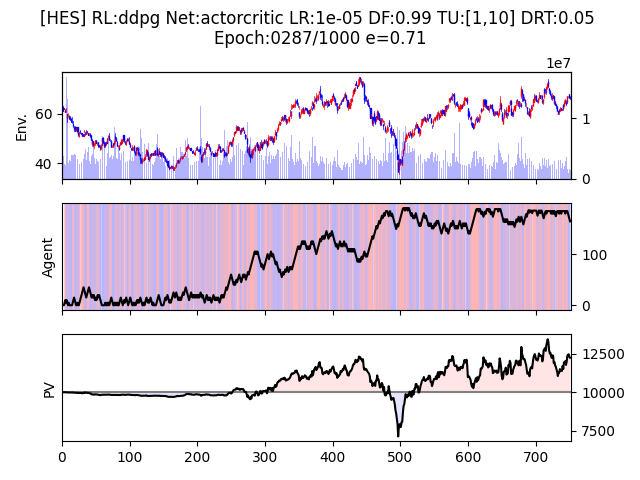 [HES] RL:ddpg Net:actorcritic LR:1e-05 DF:0.99 TU:[1,10] DRT:0.05
Epoch:0287/1000 e=0.71
1e7
Env.
60
40
1
0
Agent
100
0
PV
12500
10000
7500
0 100 200 300 400 500 600 700